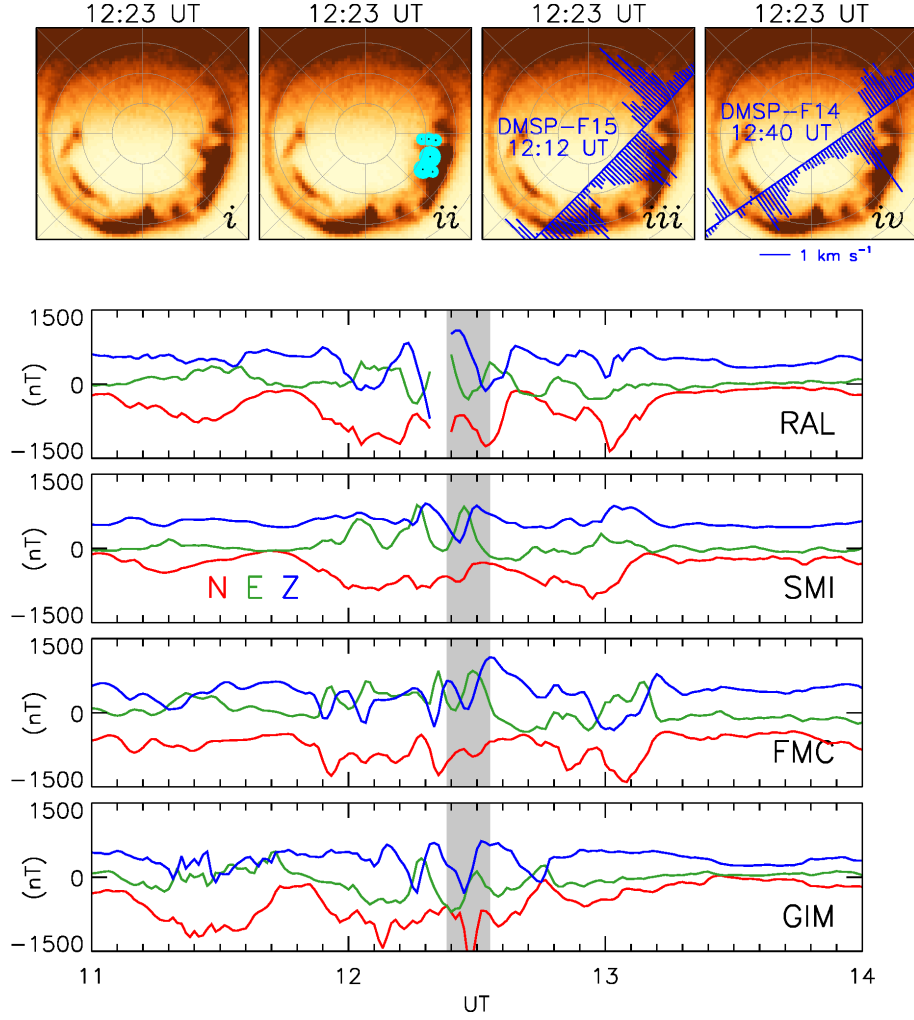 12:23 UT 12:23 UT 12:23 UT 12:23 UT
i ii iii iv
DMSP-F15
12:12 UT
DMSP-F14
12:40 UT
1 km s⁻¹
1500
0
-1500
(nT)
RAL
1500
0
-1500
(nT)
N E Z
SMI
1500
0
-1500
(nT)
FMC
1500
0
-1500
(nT)
GIM
11 12 13 14
UT